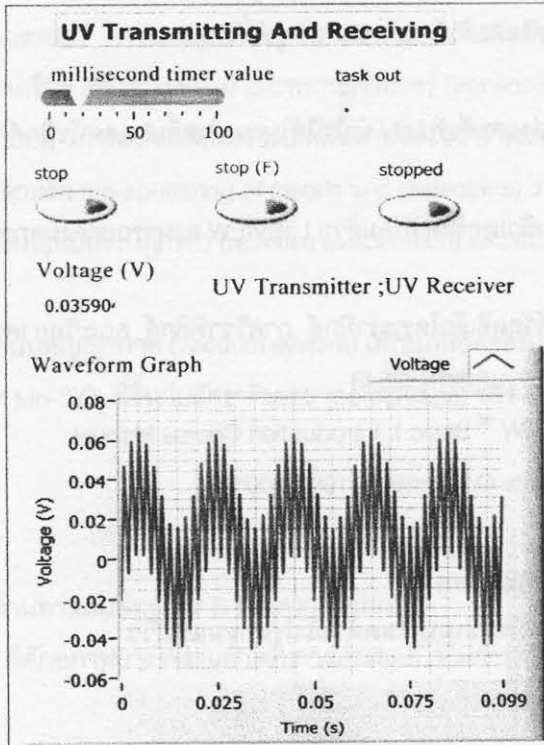 UV Transmitting And Receiving
millisecond timer value
task out
0 50 100
stop
stop (F)
stopped
Voltage (V)
0.03590
UV Transmitter ;UV Receiver
Waveform Graph
Voltage
0.08
0.06
0.04
0.02
0
-0.02
-0.04
-0.06
Voltage (V)
0 0.025 0.05 0.075 0.099
Time (s)